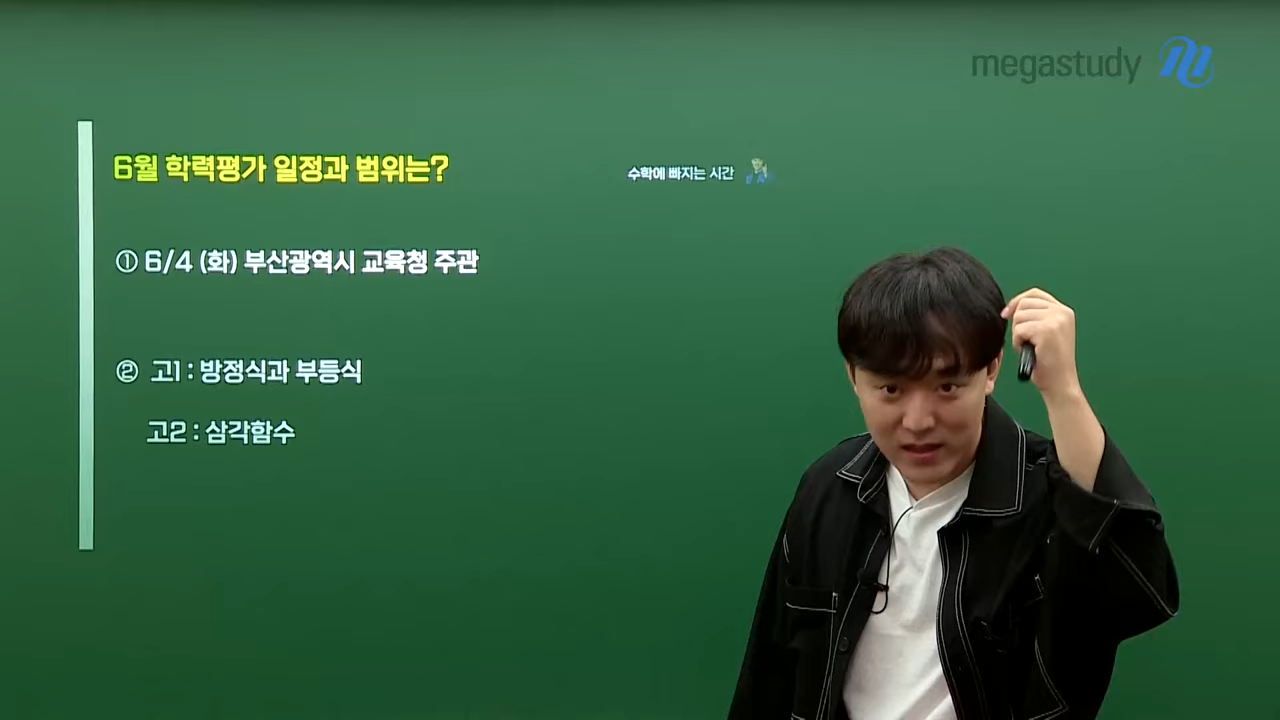 megastudy
6월 학력평가 일정과 범위는?
수학에 빠지는 시간
① 6/4 (화) 부산광역시 교육청 주관
② 고1 : 방정식과 부등식
고2 : 삼각함수